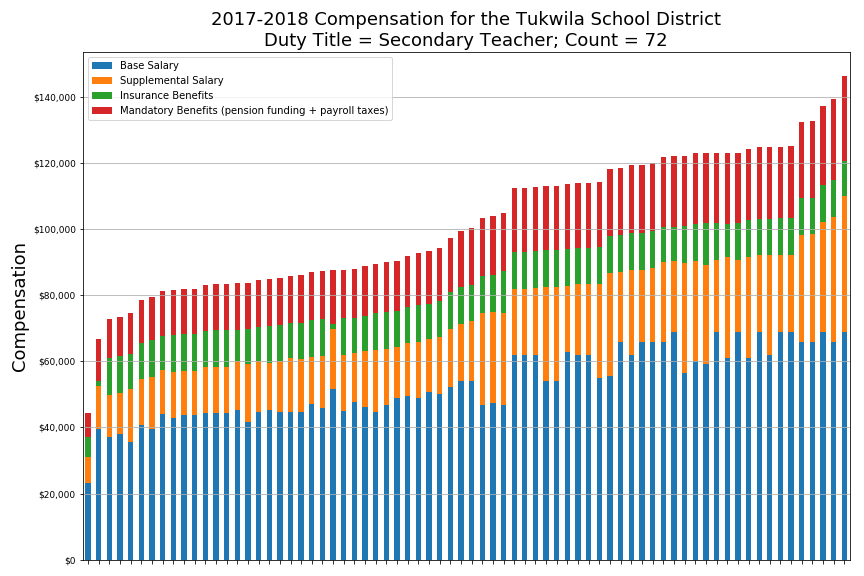 2017-2018 Compensation for the Tukwila School District
Duty Title = Secondary Teacher; Count = 72
Base Salary
Supplemental Salary
Insurance Benefits
Mandatory Benefits (pension funding + payroll taxes)
$140,000
$120,000
$100,000
$80,000
$60,000
$40,000
$20,000
$0
Compensation